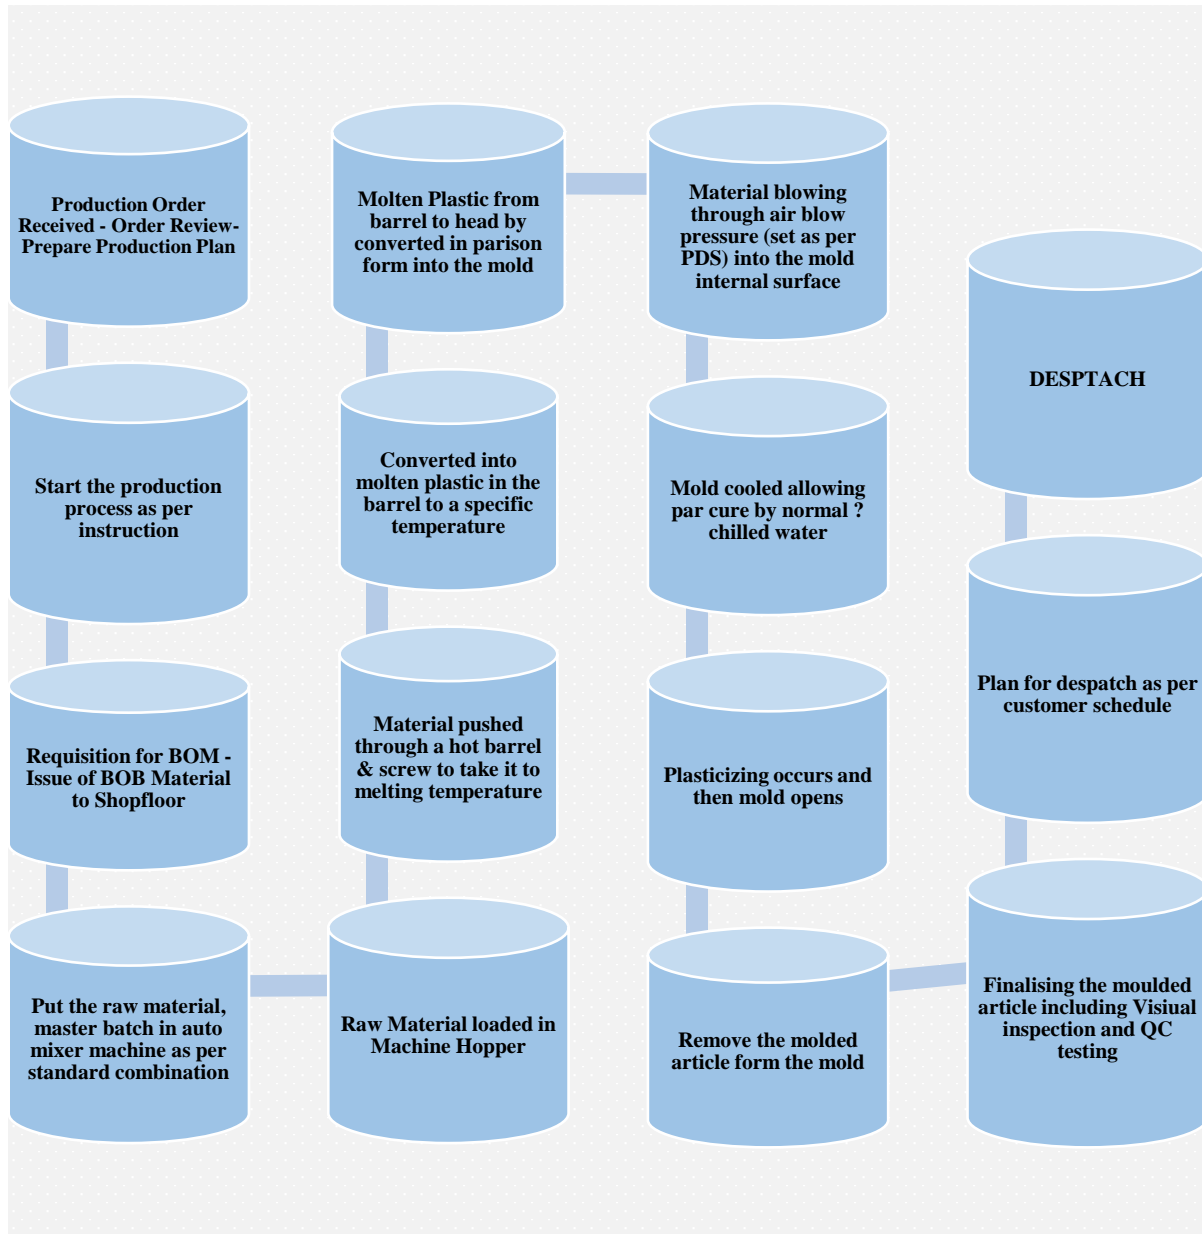 Production Order
Received - Order Review-
Prepare Production Plan
Start the production
process as per
instruction
Requisition for BOM -
Issue of BOB Material
to Shopfloor
Put the raw material,
master batch in auto
mixer machine as per
standard combination
Raw Material loaded in
Machine Hopper
Material pushed
through a hot barrel
& screw to take it to
melting temperature
Converted into
molten plastic in the
barrel to a specific
temperature
Molten Plastic from
barrel to head by
converted in parison
form into the mold
Material blowing
through air blow
pressure (set as per
PDS) into the mold
internal surface
Mold cooled allowing
par cure by normal ?
chilled water
Plasticizing occurs and
then mold opens
Remove the molded
article form the mold
Finalising the moulded
article including Visiual
inspection and QC
testing
Plan for despatch as per
customer schedule
DESPTACH